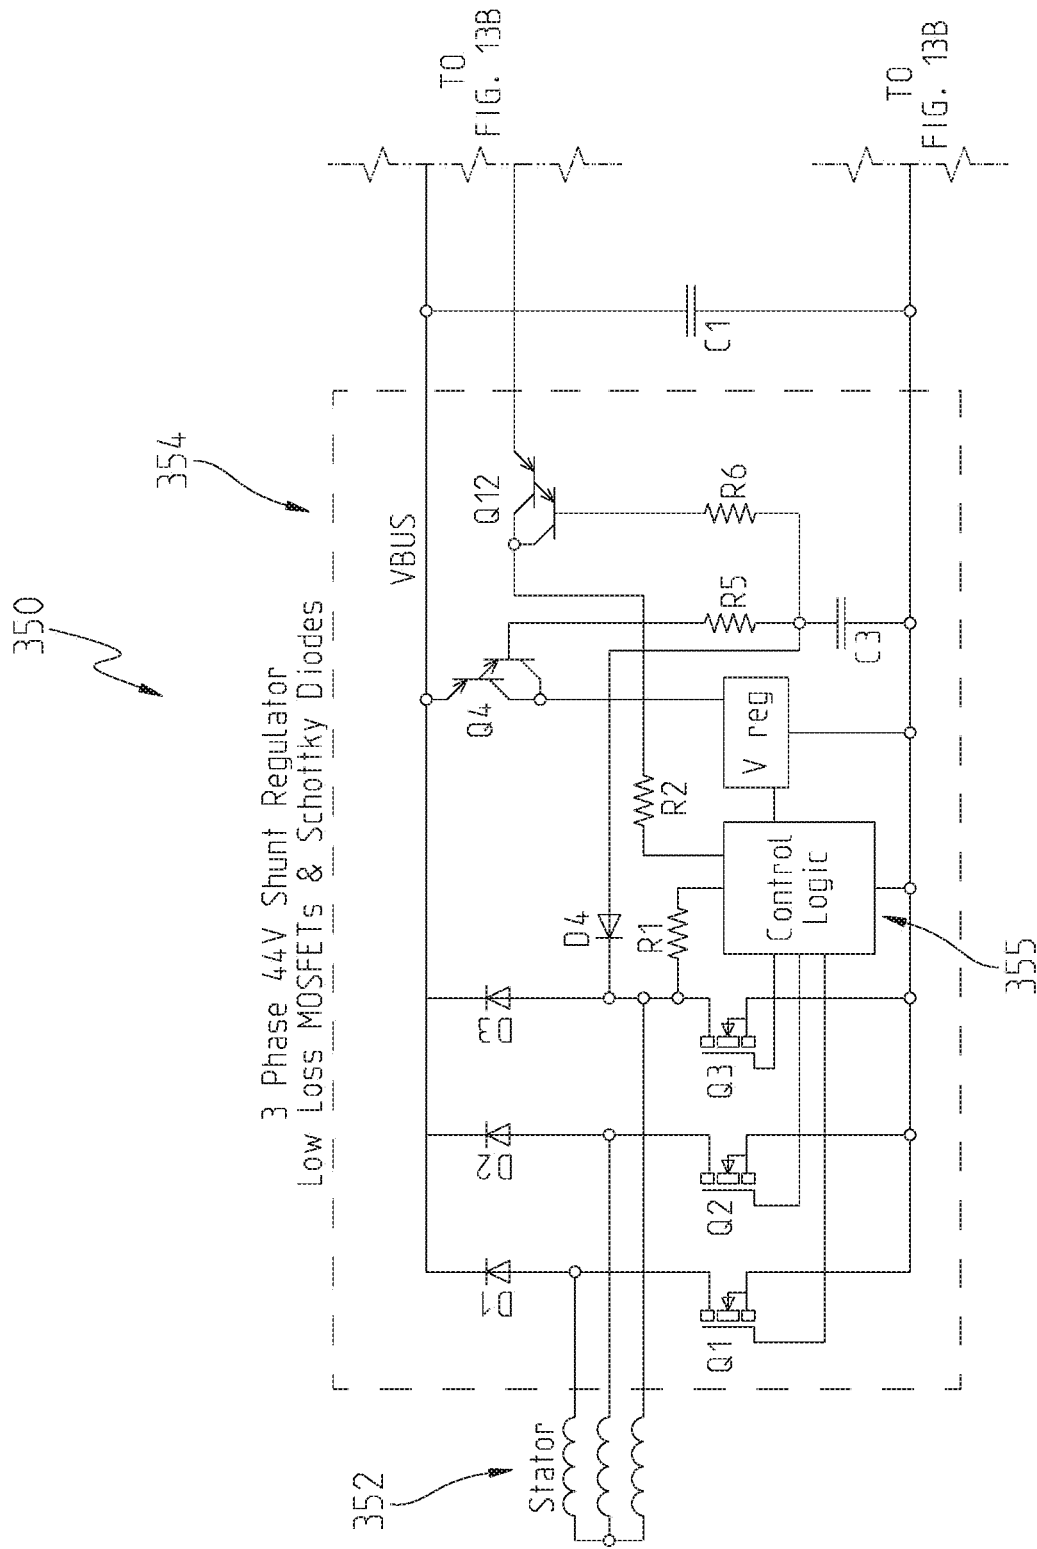 350
354
3 Phase 44V Shunt Regulator
Low Loss MOSFETs & Schottky Diodes
VBUS
TO
FIG. 13B
352
Stator
D1
D2
D3
D4
Q4
Q12
R1
R2
R5
R6
C1
Q1
Q2
Q3
Control
Logic
V reg
C3
355
TO
FIG. 13B